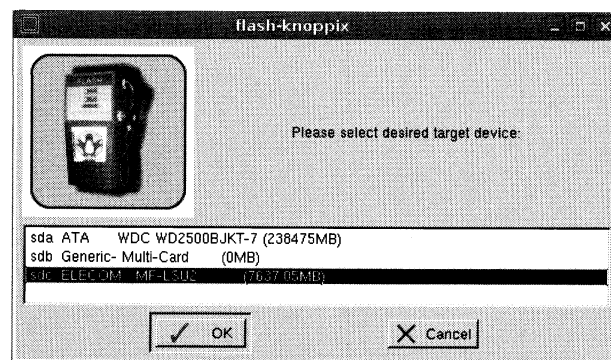 flash-knoppix
Please select desired target device:
sda ATA WDC WD2500BJKT-7 (238475MB)
sdb Generic- Multi-Card (0MB)
sdc ELECOM MF-LSU2 (7637.05MB)
OK
Cancel